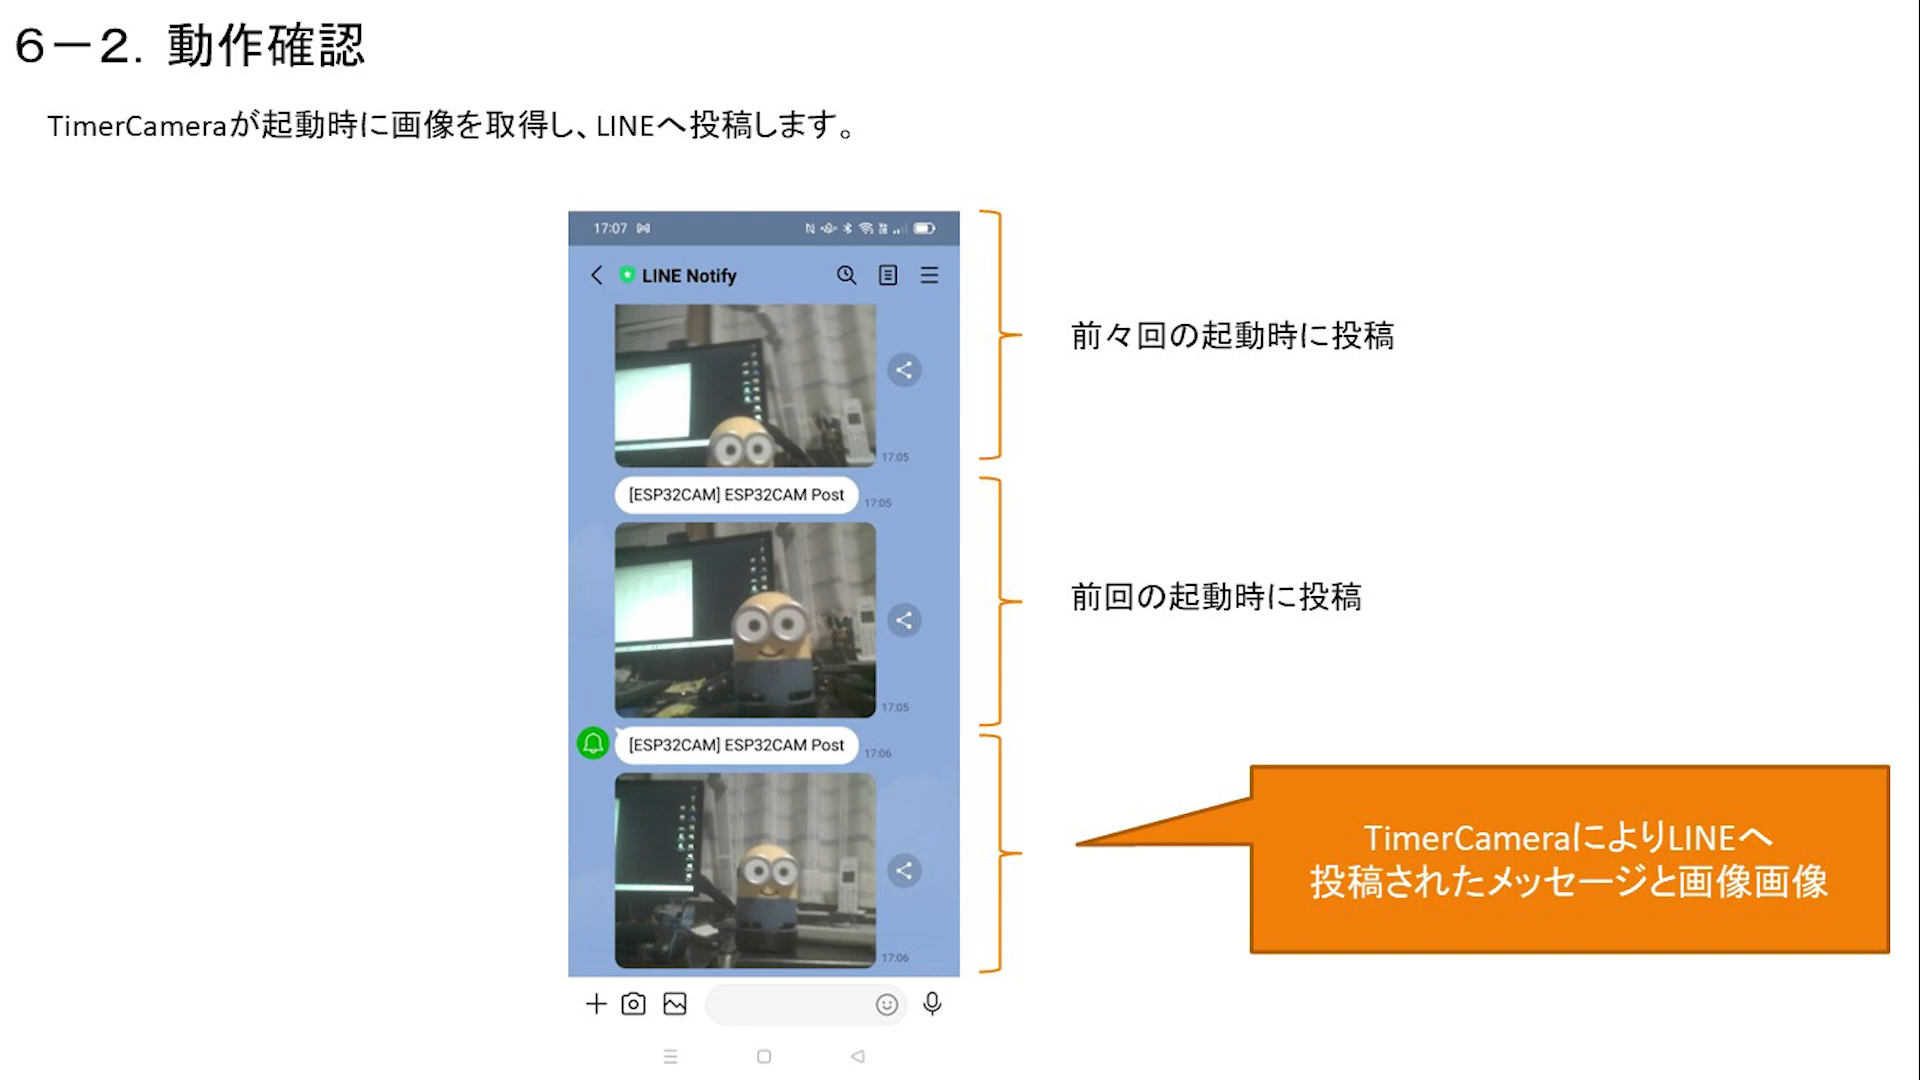 ６－２．動作確認
TimerCameraが起動時に画像を取得し、LINEへ投稿します。
17:07
LINE Notify
17:05
[ESP32CAM] ESP32CAM Post
17:05
17:05
[ESP32CAM] ESP32CAM Post
17:06
17:06
前々回の起動時に投稿
前回の起動時に投稿
TimerCameraによりLINEへ
投稿されたメッセージと画像画像